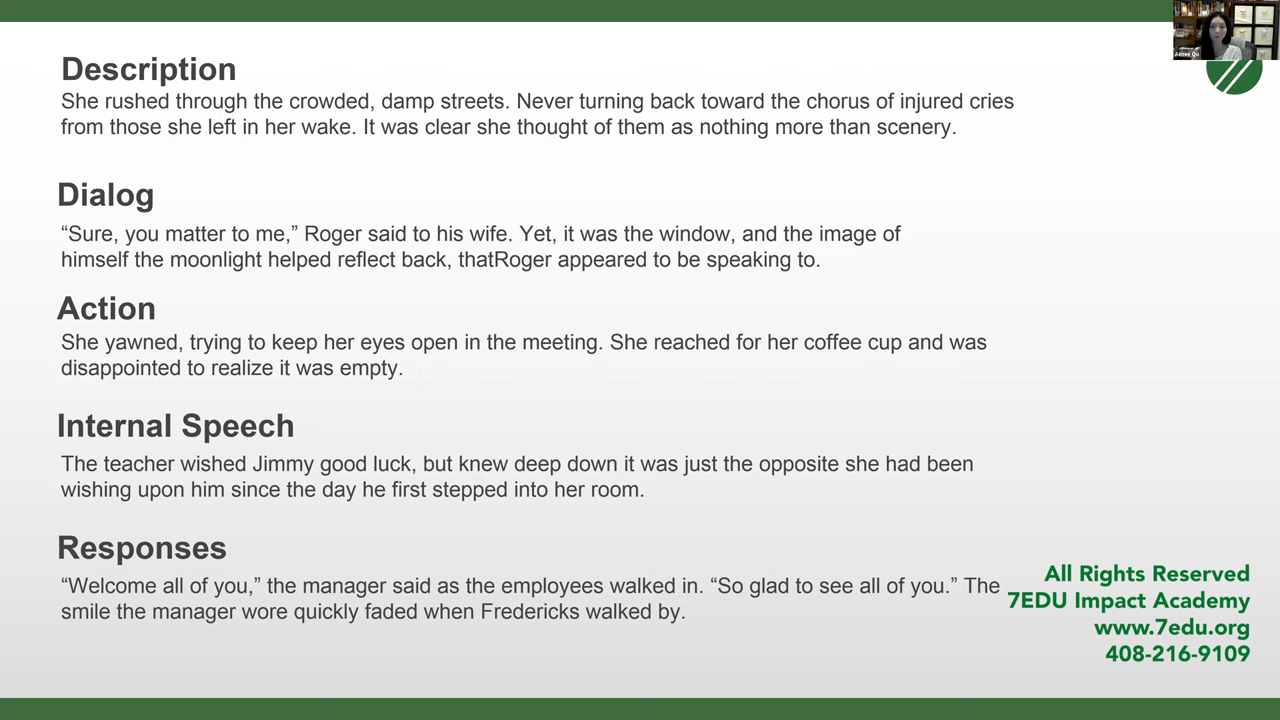 Description
She rushed through the crowded, damp streets. Never turning back toward the chorus of injured cries
from those she left in her wake. It was clear she thought of them as nothing more than scenery.
Dialog
“Sure, you matter to me,” Roger said to his wife. Yet, it was the window, and the image of
himself the moonlight helped reflect back, thatRoger appeared to be speaking to.
Action
She yawned, trying to keep her eyes open in the meeting. She reached for her coffee cup and was
disappointed to realize it was empty.
Internal Speech
The teacher wished Jimmy good luck, but knew deep down it was just the opposite she had been
wishing upon him since the day he first stepped into her room.
Responses
“Welcome all of you,” the manager said as the employees walked in. “So glad to see all of you.” The
smile the manager wore quickly faded when Fredericks walked by.
All Rights Reserved
7EDU Impact Academy
www.7edu.org
408-216-9109